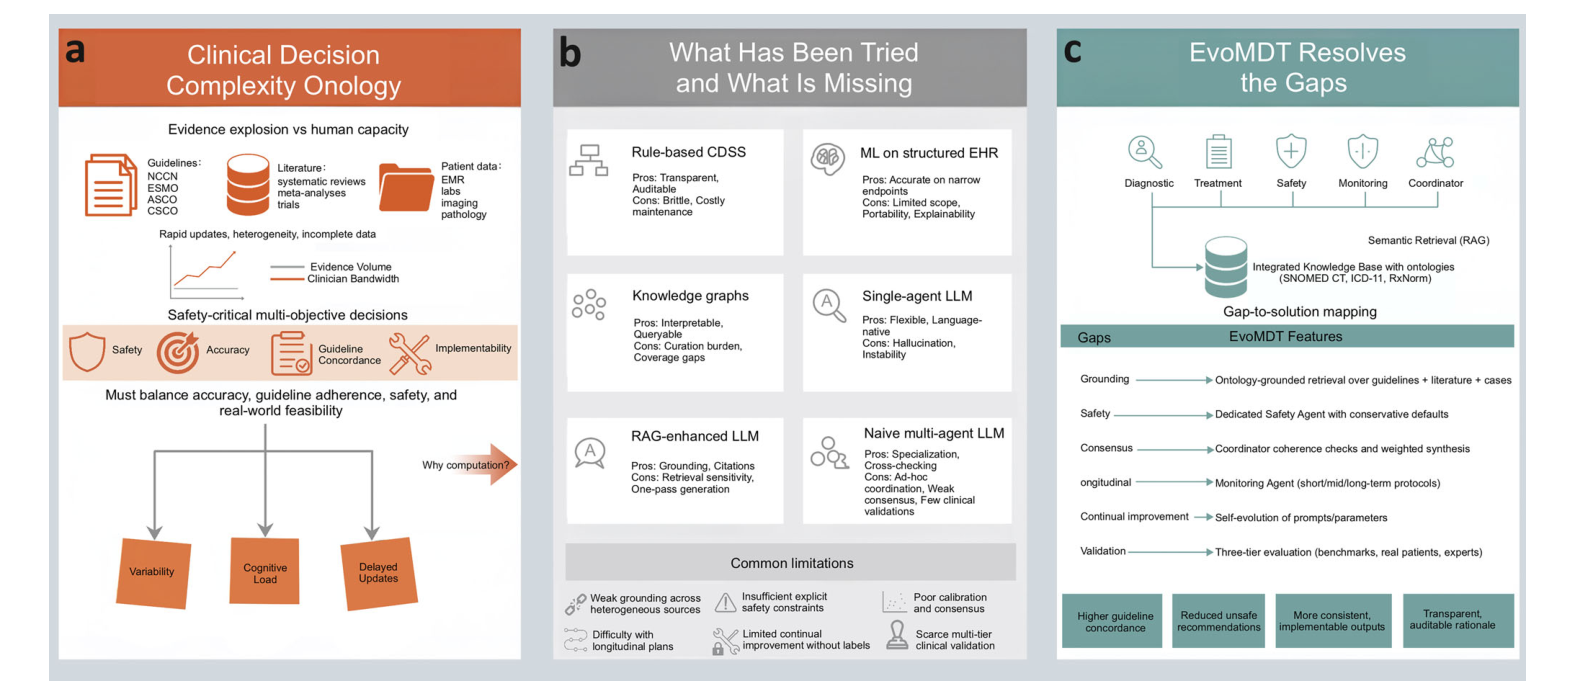 a
Clinical Decision
Complexity Onology
Evidence explosion vs human capacity
Guidelines:
NCCN
ESMO
ASCO
CSCO
Literature:
systematic reviews
meta-analyses
trials
Patient data:
EMR
labs
imaging
pathology
Rapid updates, heterogeneity, incomplete data
Evidence Volume
Clinician Bandwidth
Safety-critical multi-objective decisions
Safety
Accuracy
Guideline
Concordance
Implementability
Must balance accuracy, guideline adherence, safety, and
real-world feasibility
Why computation?
Variability
Cognitive
Load
Delayed
Updates
b
What Has Been Tried
and What Is Missing
Rule-based CDSS
Pros: Transparent,
Auditable
Cons: Brittle, Costly
maintenance
ML on structured EHR
Pros: Accurate on narrow
endpoints
Cons: Limited scope,
Portability, Explainability
Knowledge graphs
Pros: Interpretable,
Queryable
Cons: Curation burden,
Coverage gaps
A
Single-agent LLM
Pros: Flexible, Language-
native
Cons: Hallucination,
Instability
A
RAG-enhanced LLM
Pros: Grounding, Citations
Cons: Retrieval sensitivity,
One-pass generation
Naive multi-agent LLM
Pros: Specialization,
Cross-checking
Cons: Ad-hoc
coordination, Weak
consensus, Few clinical
validations
Common limitations
Weak grounding across
heterogeneous sources
Insufficient explicit
safety constraints
Poor calibration
and consensus
Difficulty with
longitudinal plans
Limited continual
improvement without labels
Scarce multi-tier
clinical validation
c
EvoMDT Resolves
the Gaps
Diagnostic
Treatment
Safety
Monitoring
Coordinator
Semantic Retrieval (RAG)
Integrated Knowledge Base with ontologies
(SNOMED CT, ICD-11, RxNorm)
Gap-to-solution mapping
Gaps
EvoMDT Features
Grounding
Ontology-grounded retrieval over guidelines + literature + cases
Safety
Dedicated Safety Agent with conservative defaults
Consensus
Coordinator coherence checks and weighted synthesis
ongitudinal
Monitoring Agent (short/mid/long-term protocols)
Continual improvement
Self-evolution of prompts/parameters
Validation
Three-tier evaluation (benchmarks, real patients, experts)
Higher guideline
concordance
Reduced unsafe
recommendations
More consistent,
implementable outputs
Transparent,
auditable rationale